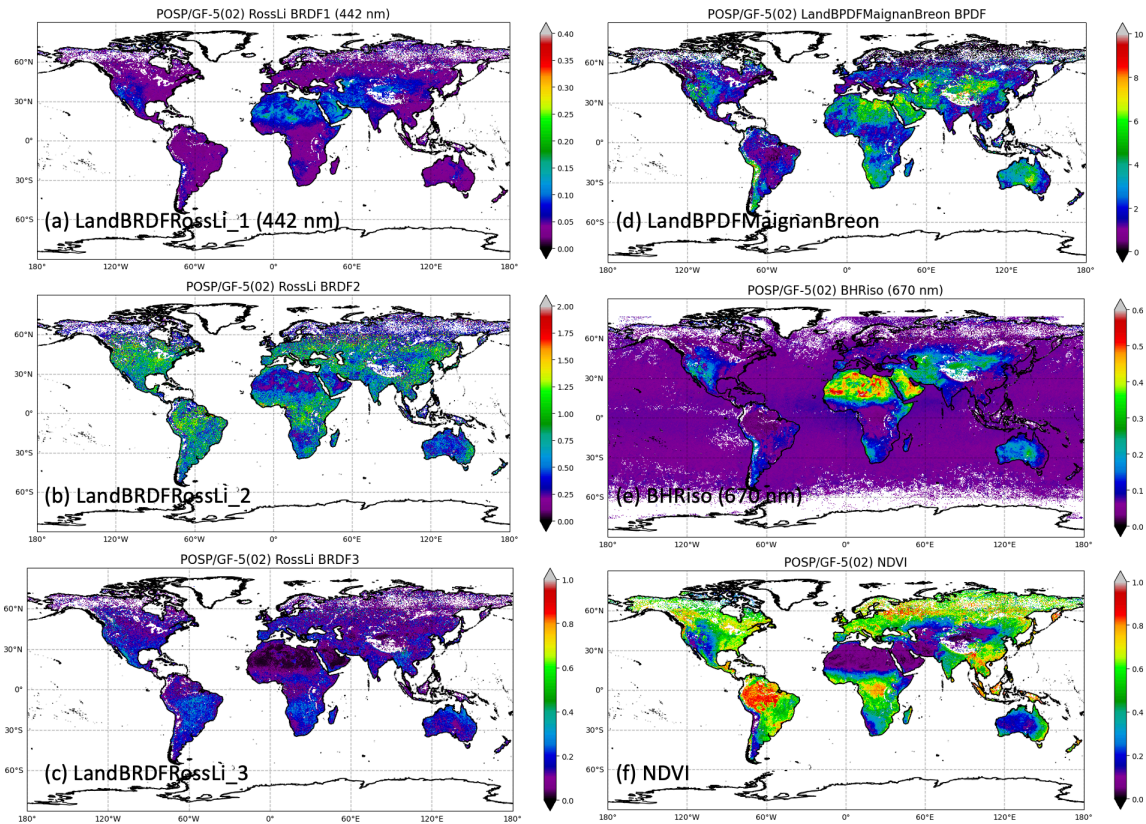 POSP/GF-5(02) RossLi BRDF1 (442 nm)
60°N
30°N
0°
30°S
60°S
180°
120°W
60°W
0°
60°E
120°E
180°
0.40
0.35
0.30
0.25
0.20
0.15
0.10
0.05
0.00
(a) LandBRDFRossLi_1 (442 nm)
POSP/GF-5(02) LandBPDFMaignanBreon BPDF
60°N
30°N
0°
30°S
60°S
180°
120°W
60°W
0°
60°E
120°E
180°
10
8
6
4
2
0
(d) LandBPDFMaignanBreon
POSP/GF-5(02) RossLi BRDF2
60°N
30°N
0°
30°S
60°S
180°
120°W
60°W
0°
60°E
120°E
180°
2.00
1.75
1.50
1.25
1.00
0.75
0.50
0.25
0.00
(b) LandBRDFRossLi_2
POSP/GF-5(02) BHRiso (670 nm)
60°N
30°N
0°
30°S
60°S
180°
120°W
60°W
0°
60°E
120°E
180°
0.6
0.5
0.4
0.3
0.2
0.1
0.0
(e) BHRiso (670 nm)
POSP/GF-5(02) RossLi BRDF3
60°N
30°N
0°
30°S
60°S
180°
120°W
60°W
0°
60°E
120°E
180°
1.0
0.8
0.6
0.4
0.2
0.0
(c) LandBRDFRossLi_3
POSP/GF-5(02) NDVI
60°N
30°N
0°
30°S
60°S
180°
120°W
60°W
0°
60°E
120°E
180°
1.0
0.8
0.6
0.4
0.2
0.0
(f) NDVI